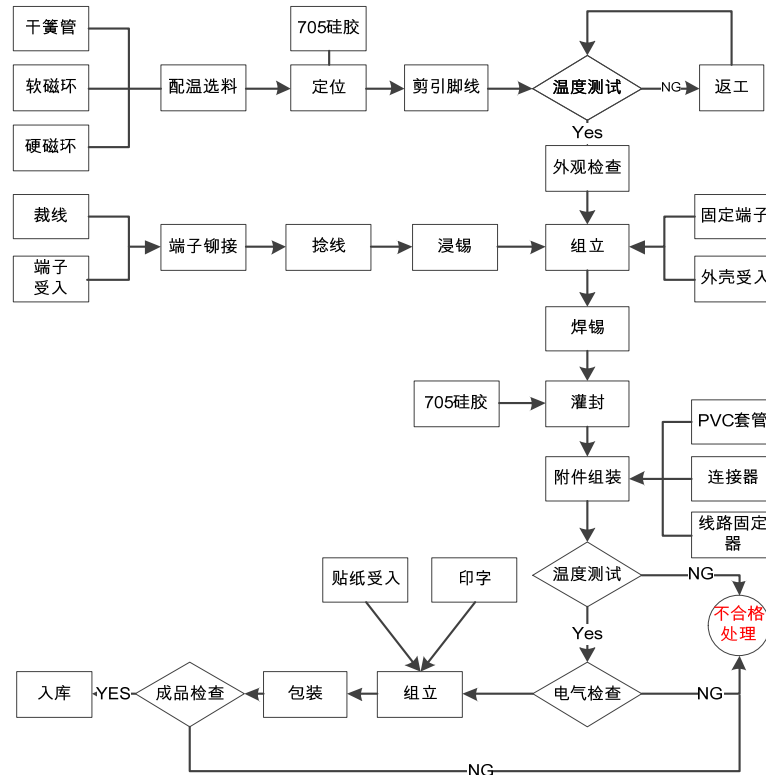 干簧管
705硅胶
软磁环
配温选料
定位
剪引脚线
温度测试
NG
返工
硬磁环
Yes
外观检查
裁线
固定端子
端子铆接
捻线
浸锡
组立
端子
受入
外壳受入
焊锡
705硅胶
灌封
PVC套管
附件组装
连接器
线路固定
器
温度测试
NG
贴纸受入
印字
不合格
处理
Yes
入库
YES
成品检查
包装
组立
电气检查
NG
NG